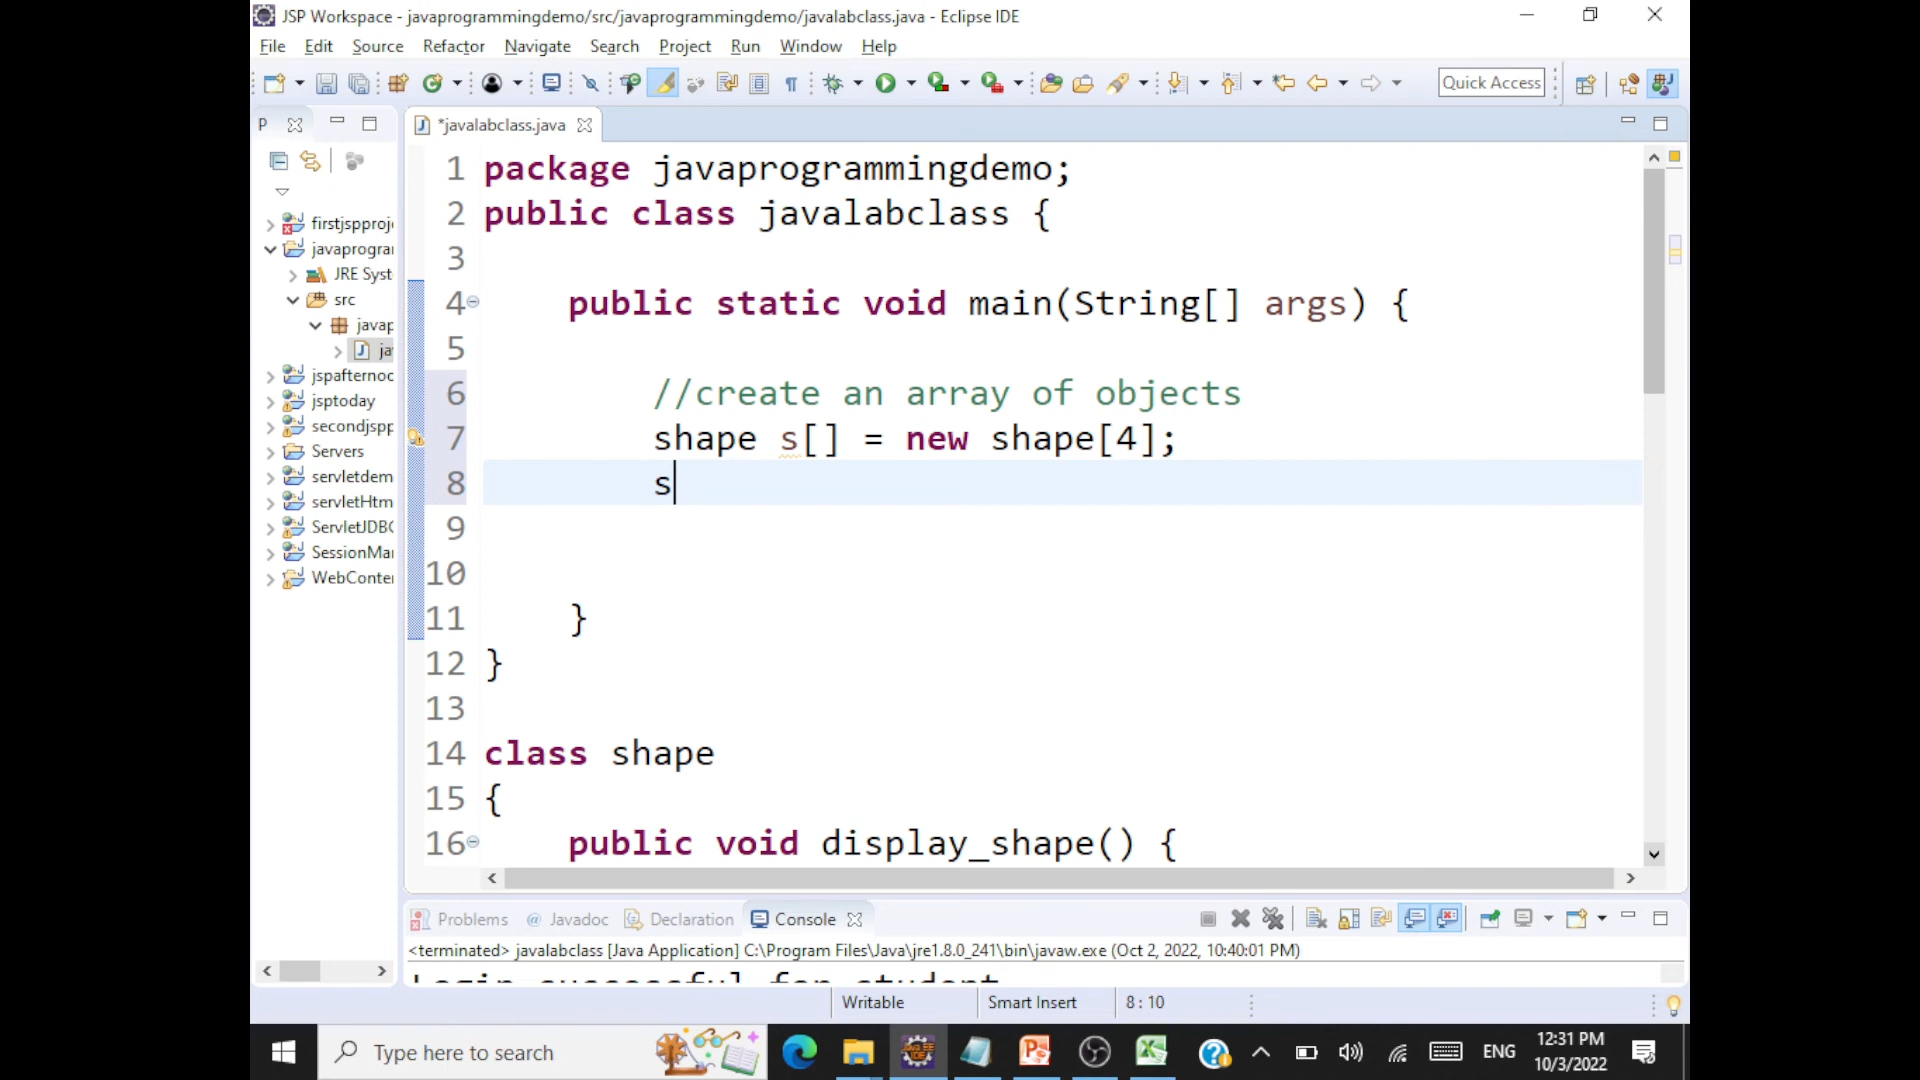 JSP Workspace - javaprogrammingdemo/src/javaprogrammingdemo/javalabclass.java - Eclipse IDE
File Edit Source Refactor Navigate Search Project Run Window Help
Quick Access
P
*javalabclass.java
firstjspproj
javaprogra
JRE Syst
src
javap
ja
jspafternoc
jsptoday
secondjspp
Servers
servletdem
servletHtm
ServletJDBC
SessionMa
WebConte
1 package javaprogrammingdemo;
2 public class javalabclass {
3
4 public static void main(String[] args) {
5
6 //create an array of objects
7 shape s[] = new shape[4];
8 s
9
10
11 }
12 }
13
14 class shape
15 {
16 public void display_shape() {
Problems @ Javadoc Declaration Console
<terminated> javalabclass [Java Application] C:\Program Files\Java\jre1.8.0_241\bin\javaw.exe (Oct 2, 2022, 10:40:01 PM)
Login successful for student
Writable Smart Insert 8 : 10
Type here to search
ENG
12:31 PM
10/3/2022